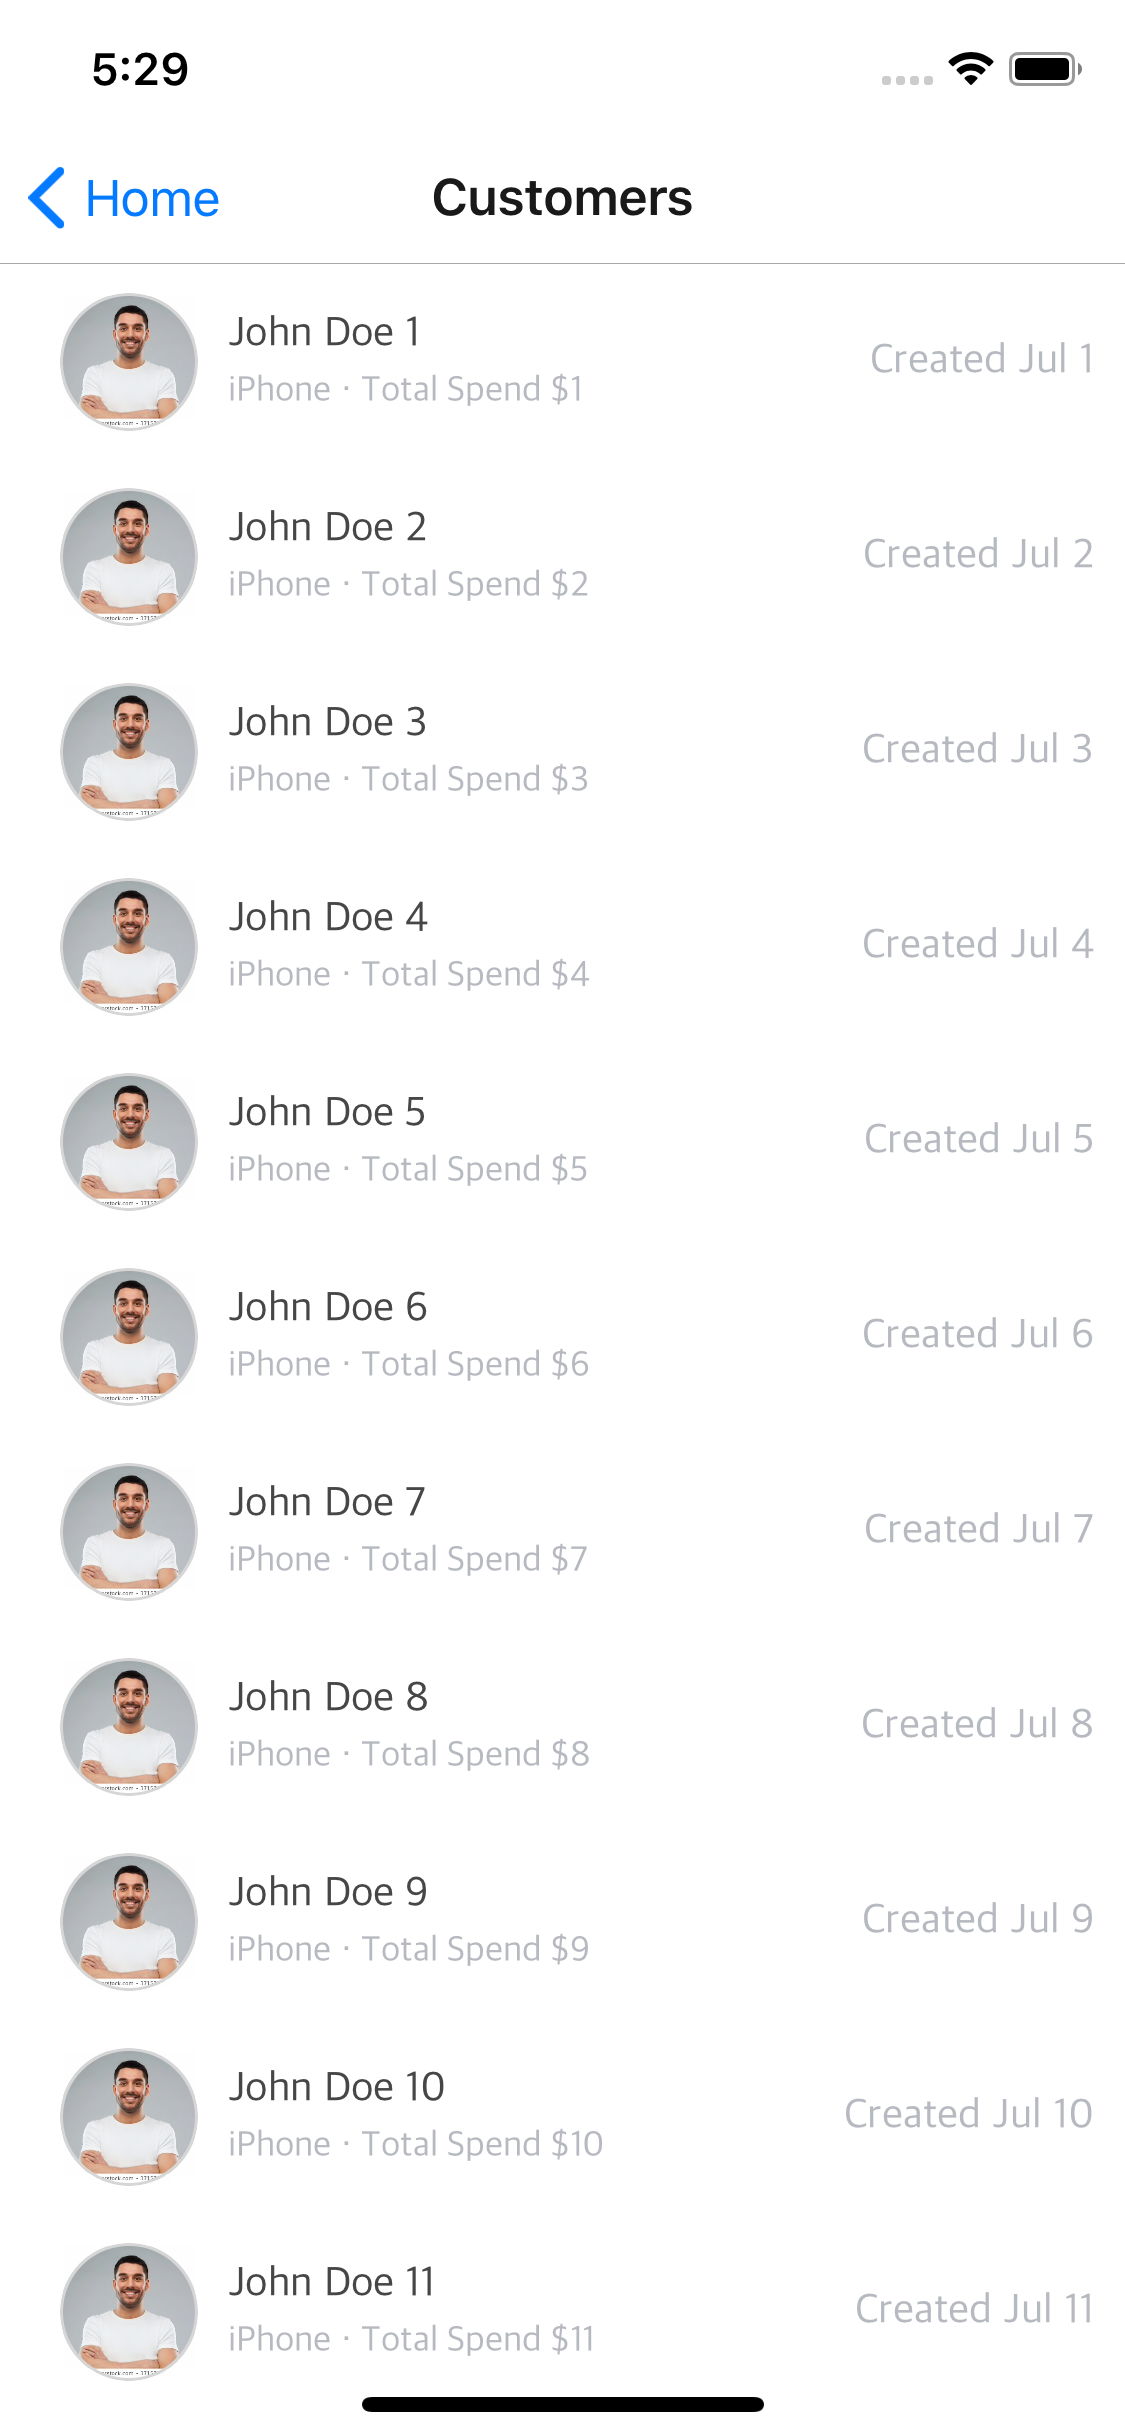 5:29
Home
Customers
John Doe 1
iPhone · Total Spend $1
Created Jul 1
John Doe 2
iPhone · Total Spend $2
Created Jul 2
John Doe 3
iPhone · Total Spend $3
Created Jul 3
John Doe 4
iPhone · Total Spend $4
Created Jul 4
John Doe 5
iPhone · Total Spend $5
Created Jul 5
John Doe 6
iPhone · Total Spend $6
Created Jul 6
John Doe 7
iPhone · Total Spend $7
Created Jul 7
John Doe 8
iPhone · Total Spend $8
Created Jul 8
John Doe 9
iPhone · Total Spend $9
Created Jul 9
John Doe 10
iPhone · Total Spend $10
Created Jul 10
John Doe 11
iPhone · Total Spend $11
Created Jul 11